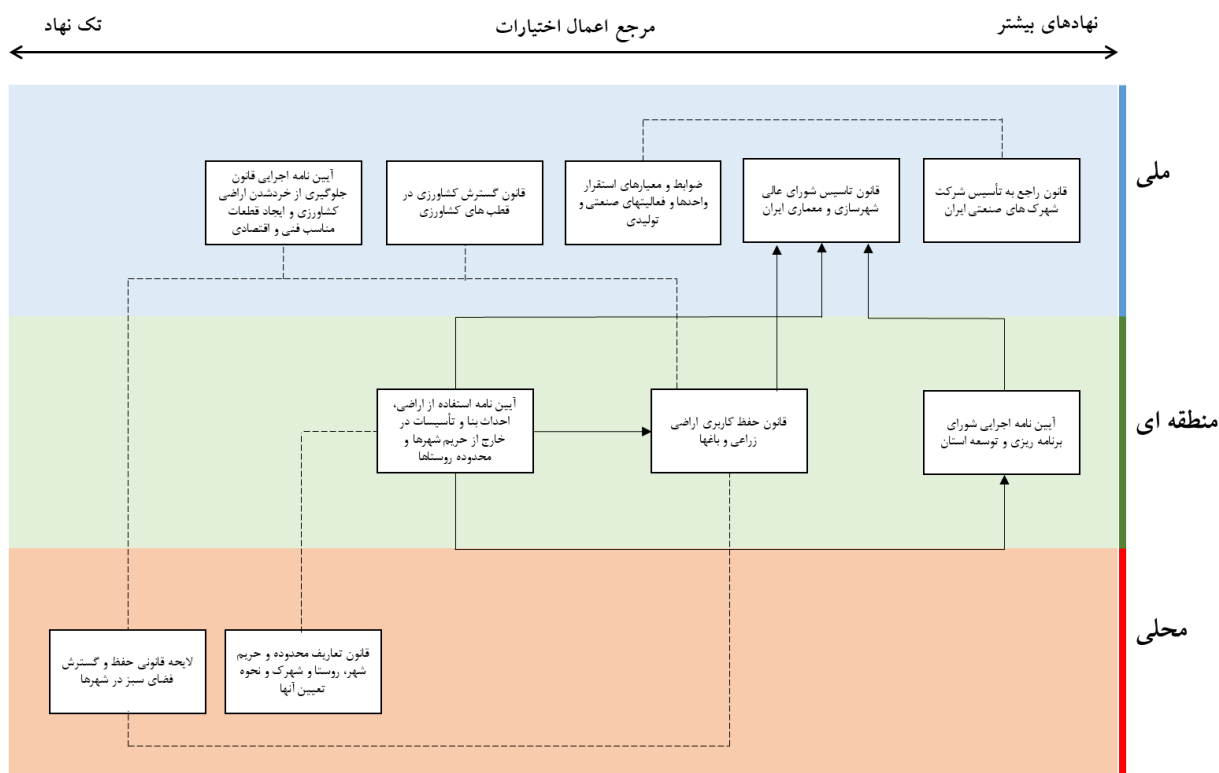 نهادهای بیشتر
مرجع اعمال اختیارات
تک نهاد
ملی
قانون راجع به تأسیس شرکت
شهرک های صنعتی ایران
قانون تاسیس شورای عالی
شهرسازی و معماری ایران
ضوابط و معیارهای استقرار
واحدها و فعالیتهای صنعتی و
تولیدی
قانون گسترش کشاورزی در
قطب های کشاورزی
آیین نامه اجرایی قانون
جلوگیری از خردشدن اراضی
کشاورزی و ایجاد قطعات
مناسب فنی و اقتصادی
منطقه ای
آیین نامه اجرایی شورای
برنامه ریزی و توسعه استان
قانون حفظ کاربری اراضی
زراعی و باغها
آیین نامه استفاده از اراضی،
احداث بنا و تأسیسات در
خارج از حریم شهرها و
محدوده روستاها
محلی
قانون تعاریف محدوده و حریم
شهر، روستا و شهرک و نحوه
تعیین آنها
لایحه قانونی حفظ و گسترش
فضای سبز در شهرها